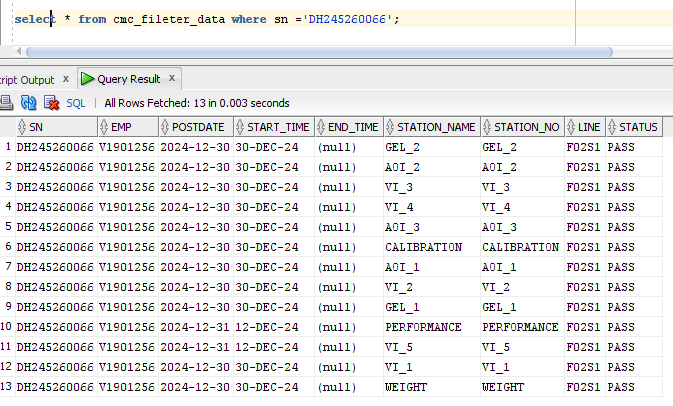 select * from cmc_fileter_data where sn ='DH245260066';
cript Output x Query Result x
SQL | All Rows Fetched: 13 in 0.003 seconds
SN EMP POSTDATE START_TIME END_TIME STATION_NAME STATION_NO LINE STATUS
1 DH245260066 V1901256 2024-12-30 30-DEC-24 (null) GEL_2 GEL_2 F02S1 PASS
2 DH245260066 V1901256 2024-12-30 30-DEC-24 (null) AOI_2 AOI_2 F02S1 PASS
3 DH245260066 V1901256 2024-12-30 30-DEC-24 (null) VI_3 VI_3 F02S1 PASS
4 DH245260066 V1901256 2024-12-30 30-DEC-24 (null) VI_4 VI_4 F02S1 PASS
5 DH245260066 V1901256 2024-12-30 30-DEC-24 (null) AOI_3 AOI_3 F02S1 PASS
6 DH245260066 V1901256 2024-12-30 30-DEC-24 (null) CALIBRATION CALIBRATION F02S1 PASS
7 DH245260066 V1901256 2024-12-30 30-DEC-24 (null) AOI_1 AOI_1 F02S1 PASS
8 DH245260066 V1901256 2024-12-30 30-DEC-24 (null) VI_2 VI_2 F02S1 PASS
9 DH245260066 V1901256 2024-12-30 30-DEC-24 (null) GEL_1 GEL_1 F02S1 PASS
10 DH245260066 V1901256 2024-12-31 12-DEC-24 (null) PERFORMANCE PERFORMANCE F02S1 PASS
11 DH245260066 V1901256 2024-12-31 12-DEC-24 (null) VI_5 VI_5 F02S1 PASS
12 DH245260066 V1901256 2024-12-30 30-DEC-24 (null) VI_1 VI_1 F02S1 PASS
13 DH245260066 V1901256 2024-12-30 30-DEC-24 (null) WEIGHT WEIGHT F02S1 PASS